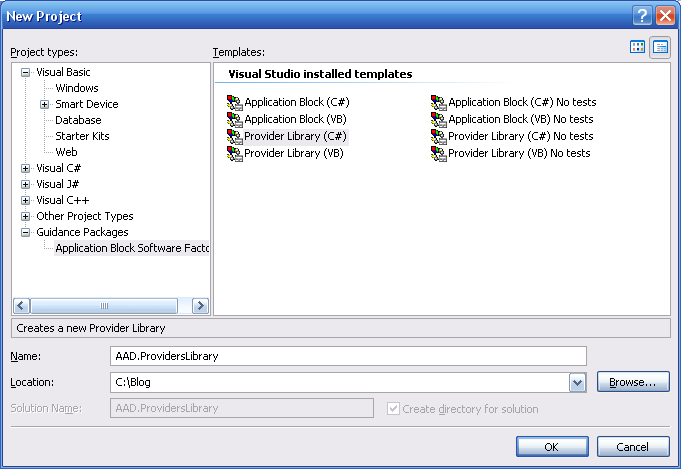 New Project
Project types:
Templates:
Visual Basic
Windows
Smart Device
Database
Starter Kits
Web
Visual C#
Visual J#
Visual C++
Other Project Types
Guidance Packages
Application Block Software Facto
Visual Studio installed templates
Application Block (C#)
Application Block (VB)
Provider Library (C#)
Provider Library (VB)
Application Block (C#) No tests
Application Block (VB) No tests
Provider Library (C#) No tests
Provider Library (VB) No tests
Creates a new Provider Library
Name:
AAD.ProvidersLibrary
Location:
C:\Blog
Browse...
Solution Name:
AAD.ProvidersLibrary
Create directory for solution
OK
Cancel